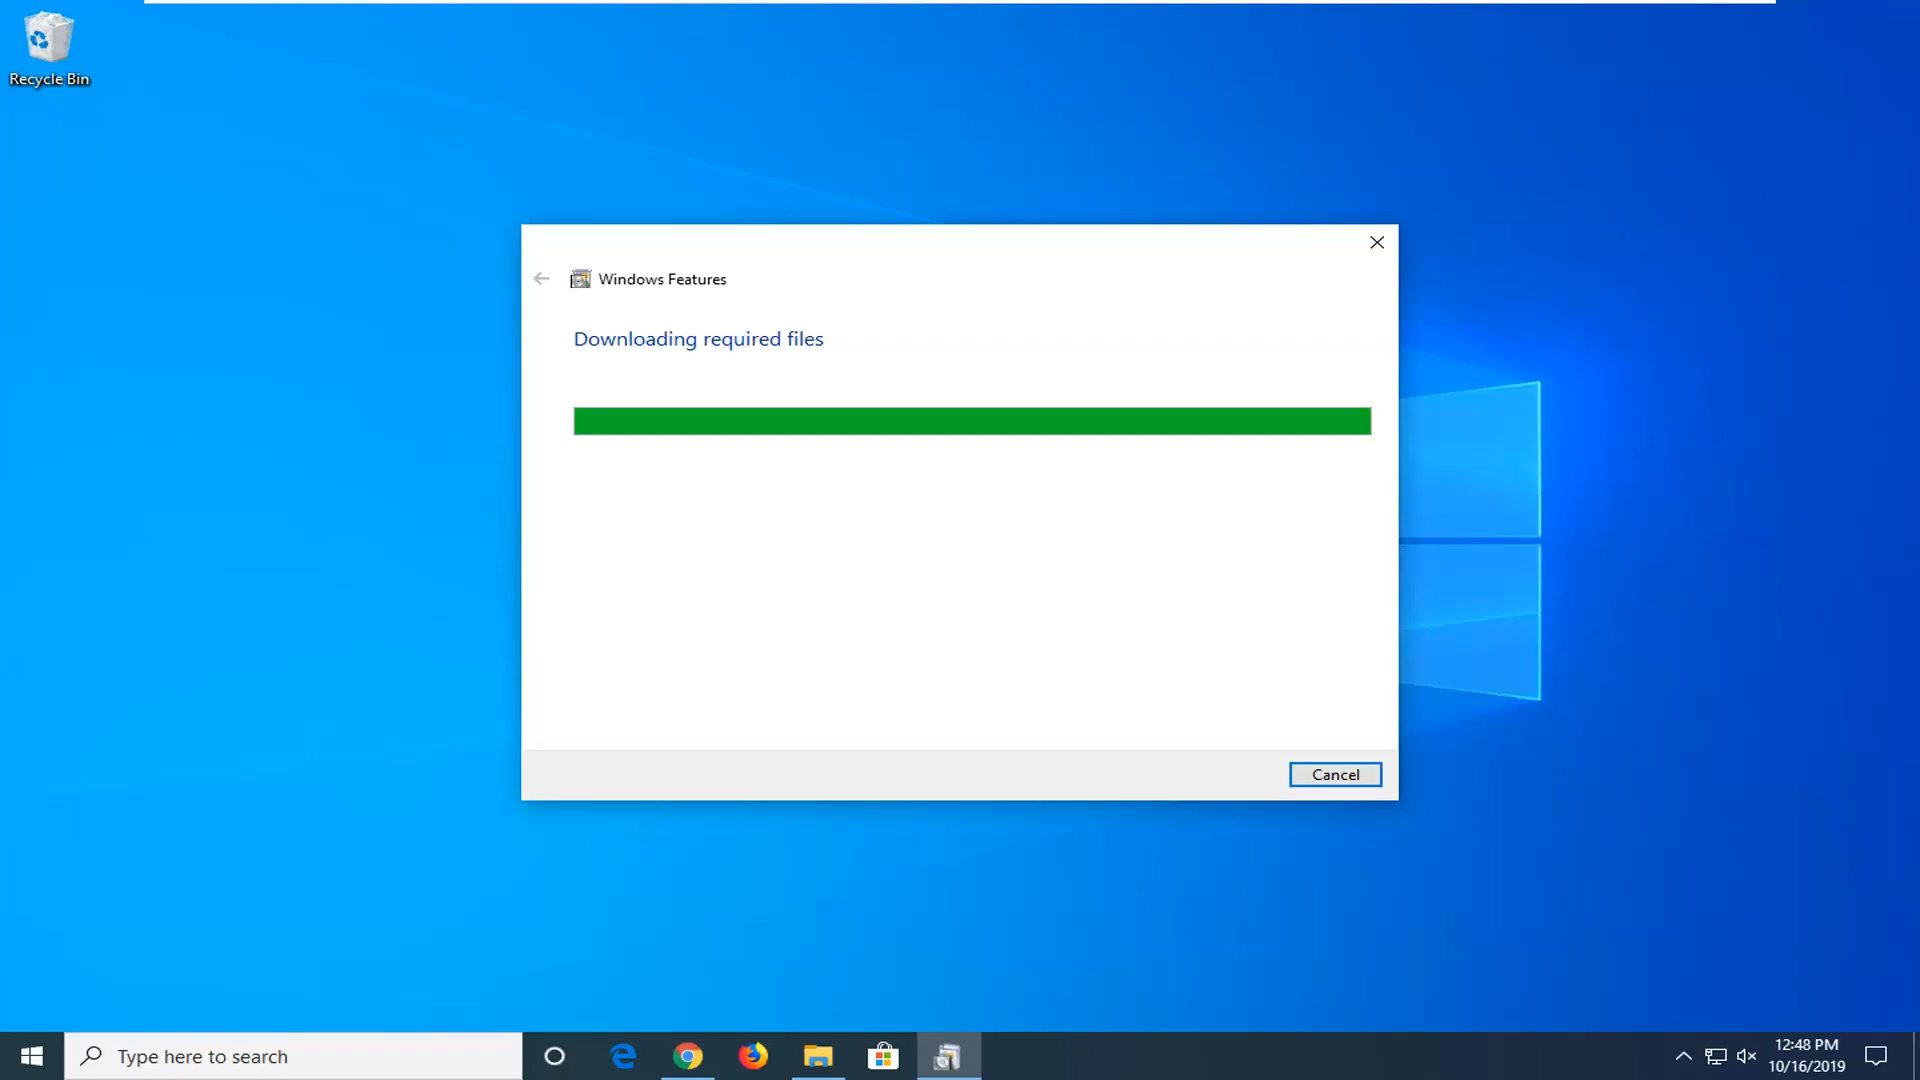 Recycle Bin
Windows Features
Downloading required files
Cancel
Type here to search
12:48 PM
10/16/2019